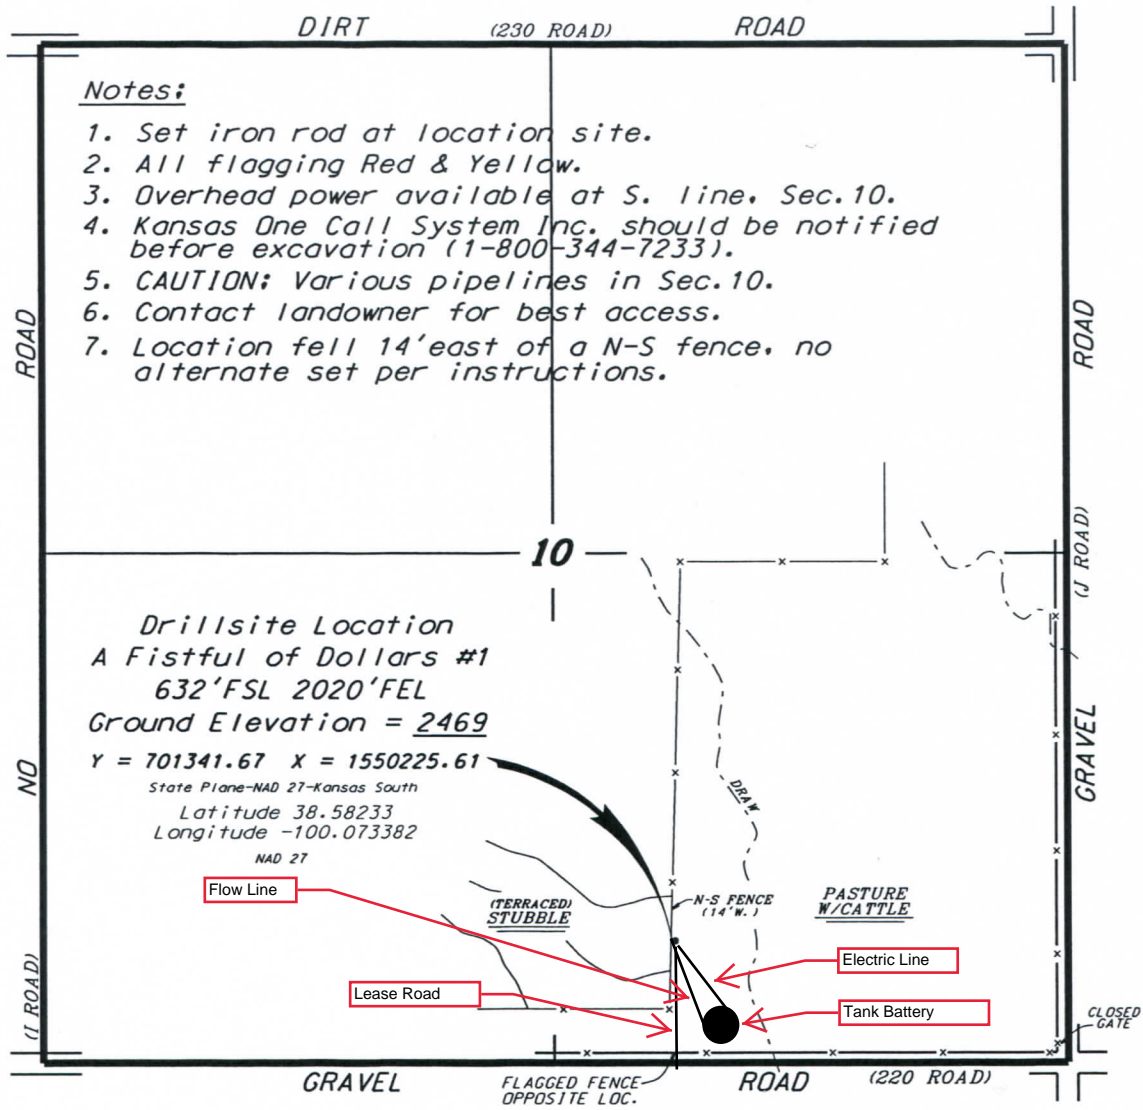 DIRT (230 ROAD) ROAD
Notes:
1. Set iron rod at location site.
2. All flagging Red & Yellow.
3. Overhead power available at S. line, Sec.10.
4. Kansas One Call System Inc. should be notified
before excavation (1-800-344-7233).
5. CAUTION: Various pipelines in Sec.10.
6. Contact landowner for best access.
7. Location fell 14'east of a N-S fence, no
alternate set per instructions.
ROAD
ROAD
10
(J ROAD)
Drillsite Location
A Fistful of Dollars #1
632'FSL 2020'FEL
Ground Elevation = 2469
Y = 701341.67 X = 1550225.61
State Plane-NAD 27-Kansas South
Latitude 38.58233
Longitude -100.073382
NAD 27
NO
GRAVEL
DRAW
Flow Line
(TERRACED)
STUBBLE
N-S FENCE
(14'W.)
PASTURE
W/CATTLE
Electric Line
Lease Road
Tank Battery
(I ROAD)
CLOSED
GATE
GRAVEL
FLAGGED FENCE
OPPOSITE LOC.
ROAD (220 ROAD)